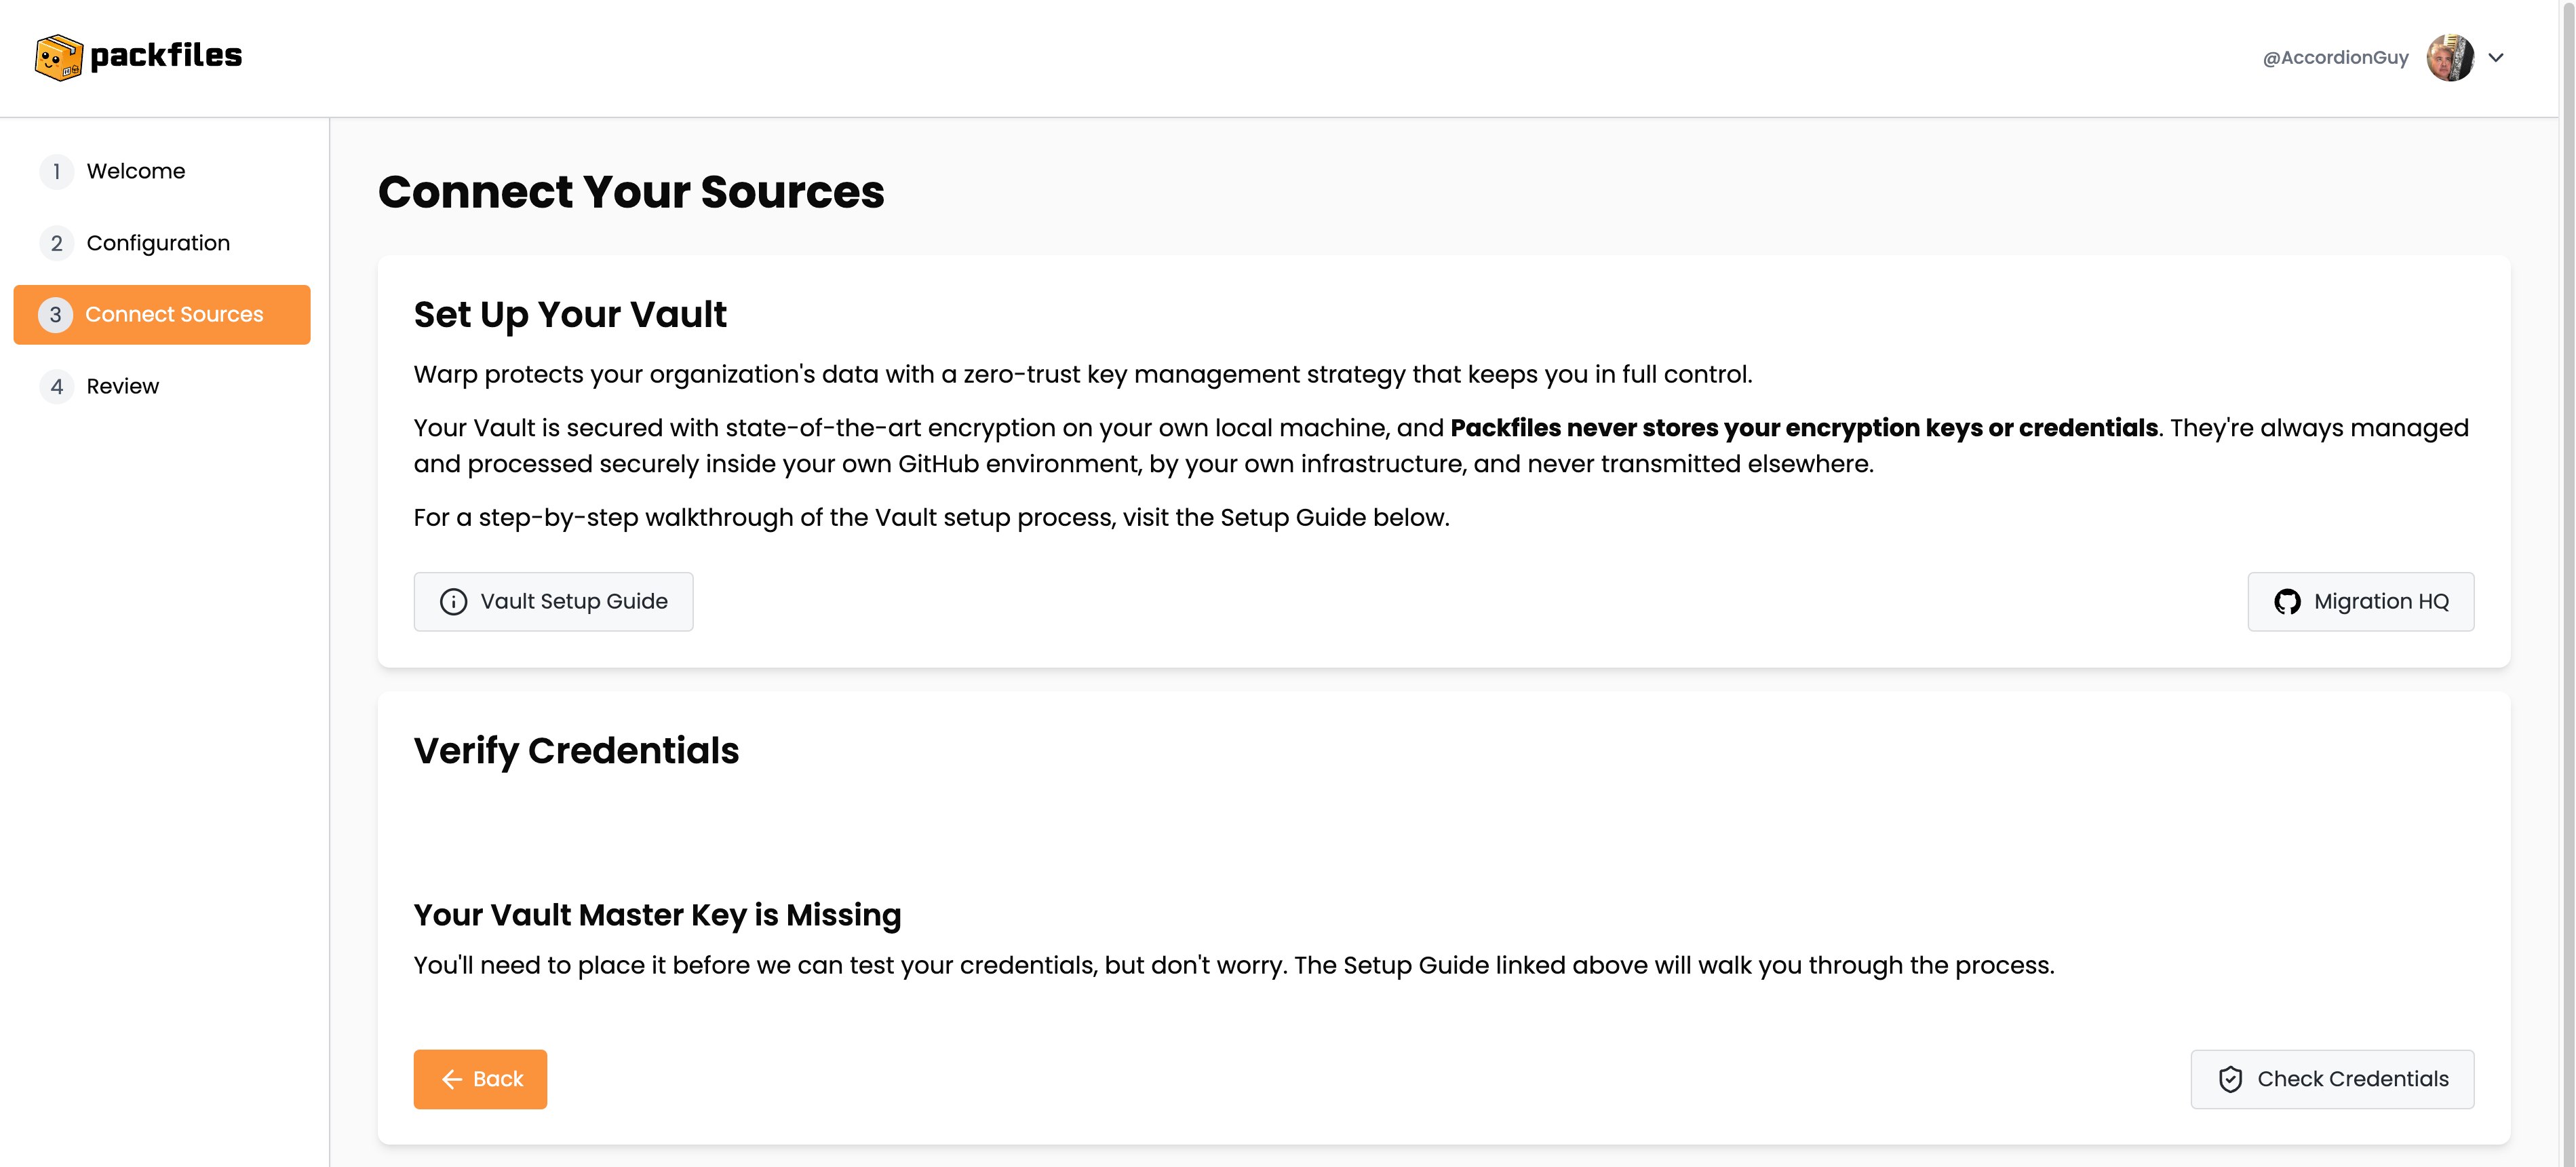 packfiles
@AccordionGuy
1 Welcome
2 Configuration
3 Connect Sources
4 Review
Connect Your Sources
Set Up Your Vault
Warp protects your organization's data with a zero-trust key management strategy that keeps you in full control.
Your Vault is secured with state-of-the-art encryption on your own local machine, and Packfiles never stores your encryption keys or credentials. They're always managed
and processed securely inside your own GitHub environment, by your own infrastructure, and never transmitted elsewhere.
For a step-by-step walkthrough of the Vault setup process, visit the Setup Guide below.
Vault Setup Guide
Migration HQ
Verify Credentials
Your Vault Master Key is Missing
You'll need to place it before we can test your credentials, but don't worry. The Setup Guide linked above will walk you through the process.
Back
Check Credentials